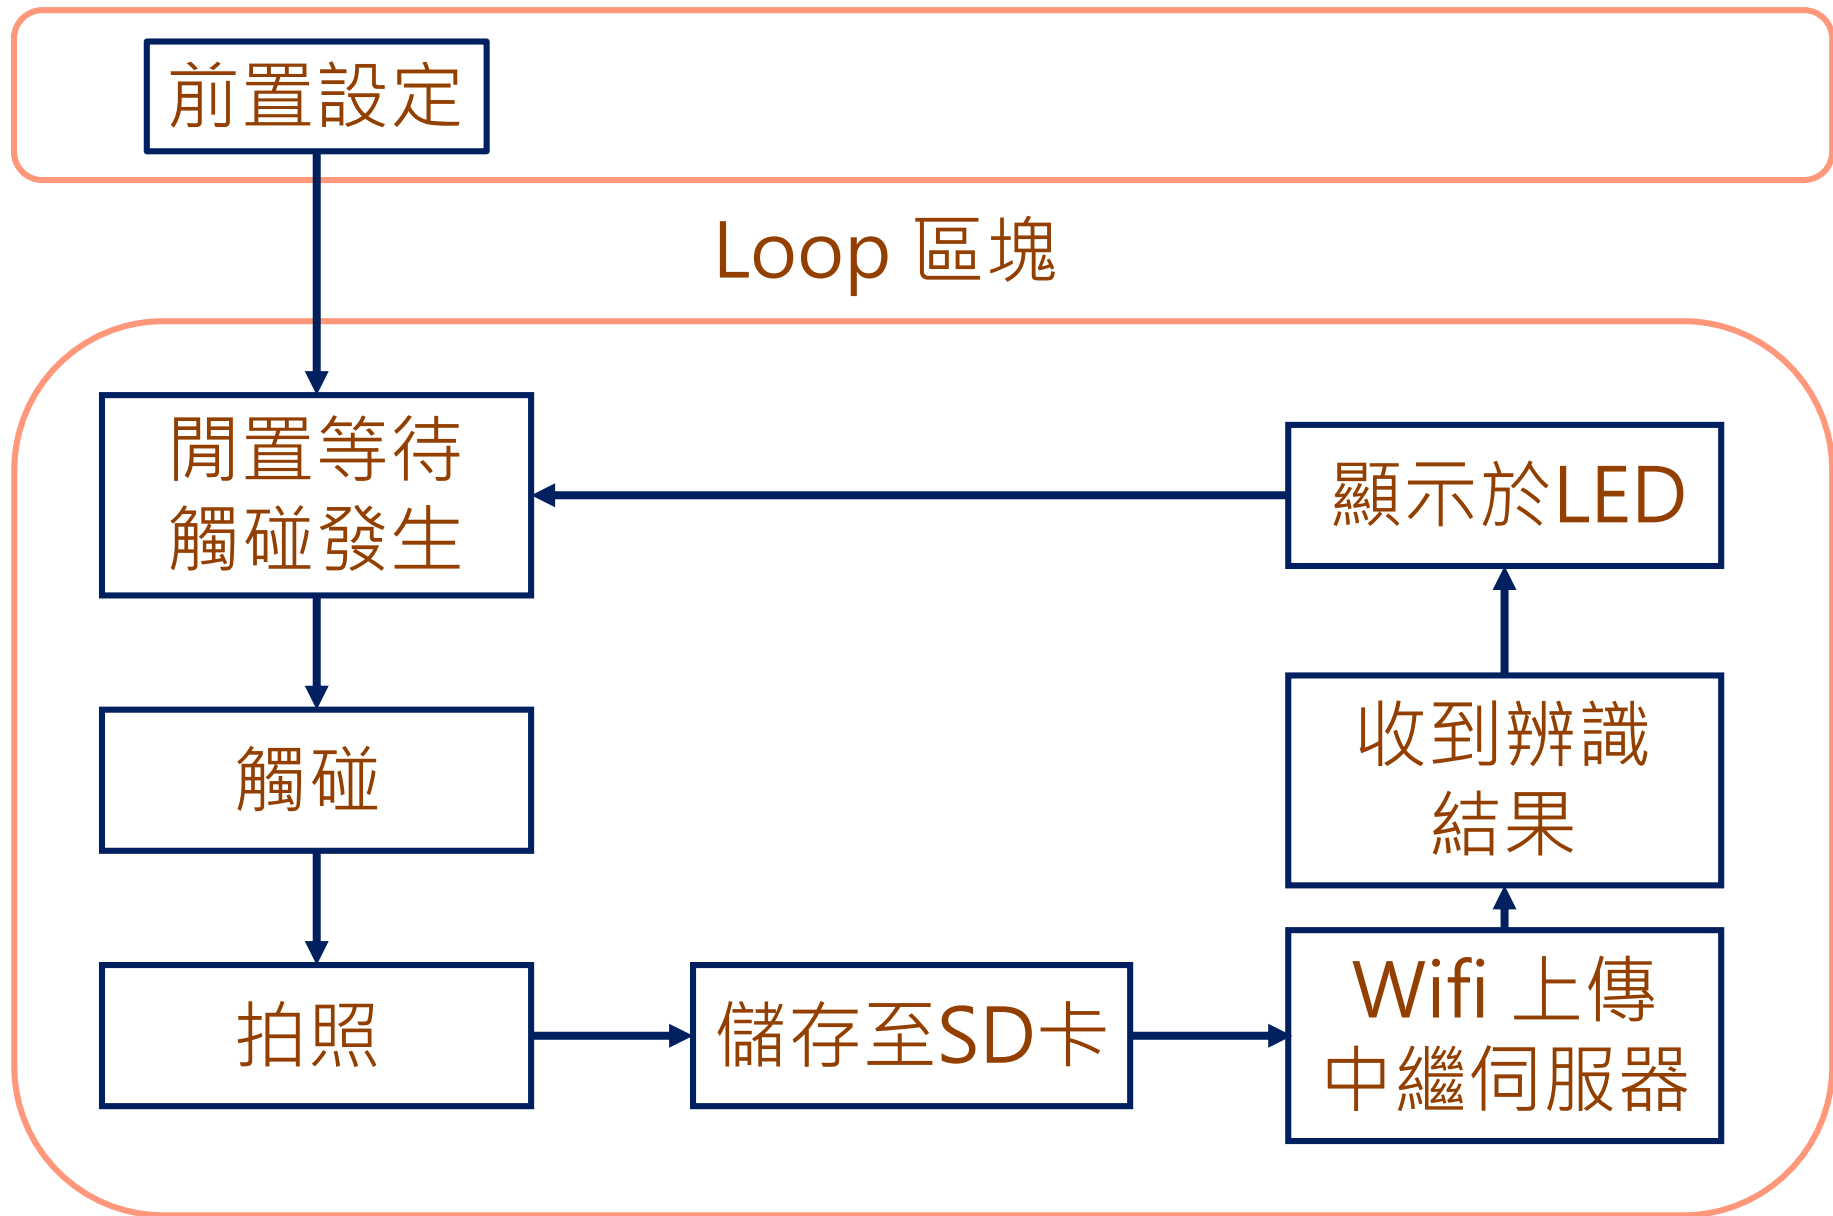 前置設定
Loop 區塊
閒置等待
觸碰發生
觸碰
拍照
儲存至SD卡
Wifi 上傳
中繼伺服器
收到辨識
結果
顯示於LED